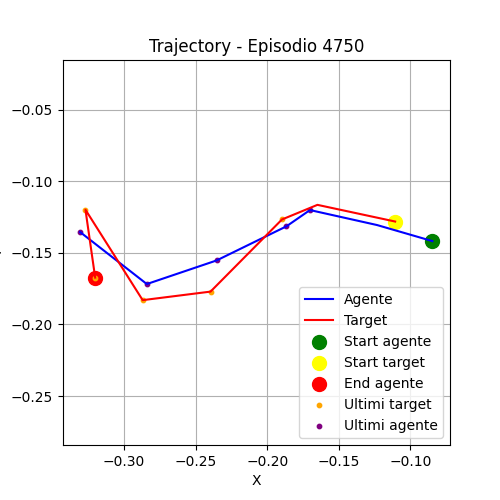 Trajectory - Episodio 4750
−0.05
−0.10
−0.15
−0.20
−0.25
−0.30
−0.25
−0.20
−0.15
−0.10
X
Agente
Target
Start agente
Start target
End agente
Ultimi target
Ultimi agente